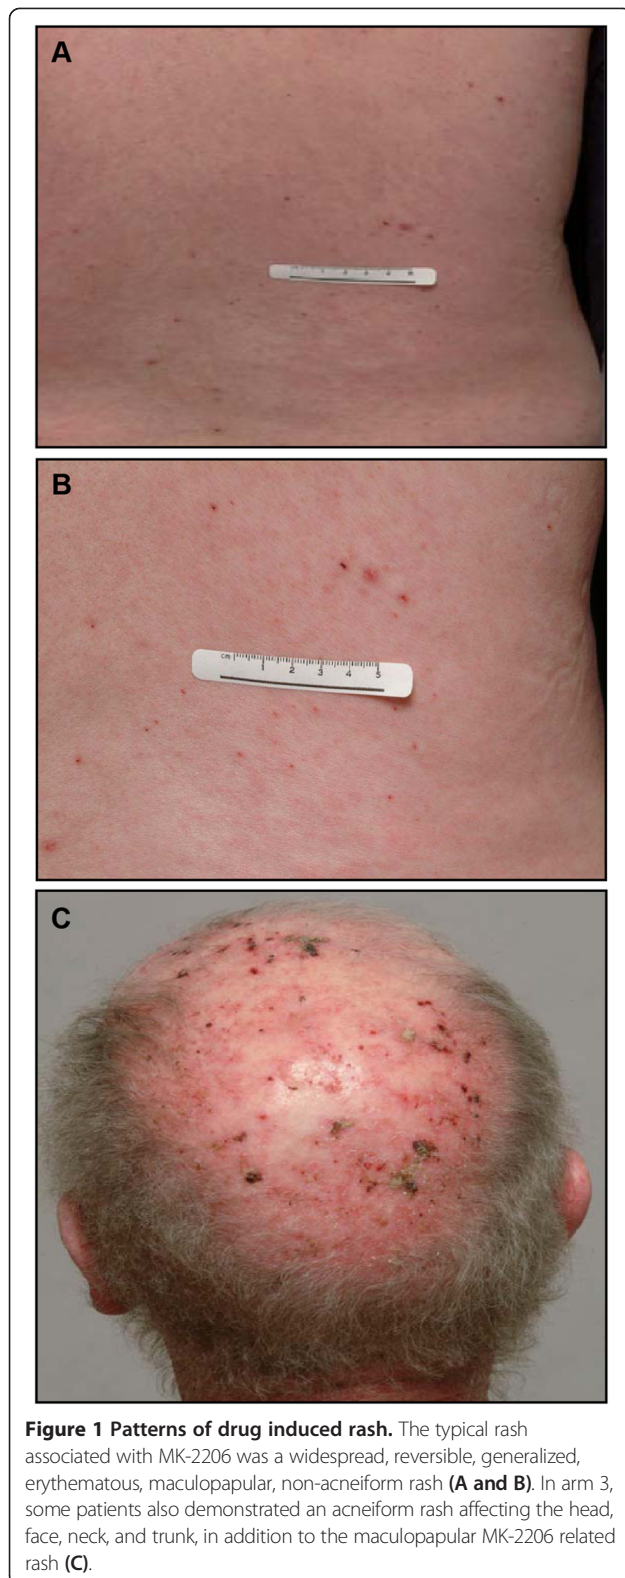 A
B
cm 1 2 3 4 5
C
Figure 1 Patterns of drug induced rash. The typical rash
associated with MK-2206 was a widespread, reversible, generalized,
erythematous, maculopapular, non-acneiform rash (A and B). In arm 3,
some patients also demonstrated an acneiform rash affecting the head,
face, neck, and trunk, in addition to the maculopapular MK-2206 related
rash (C).